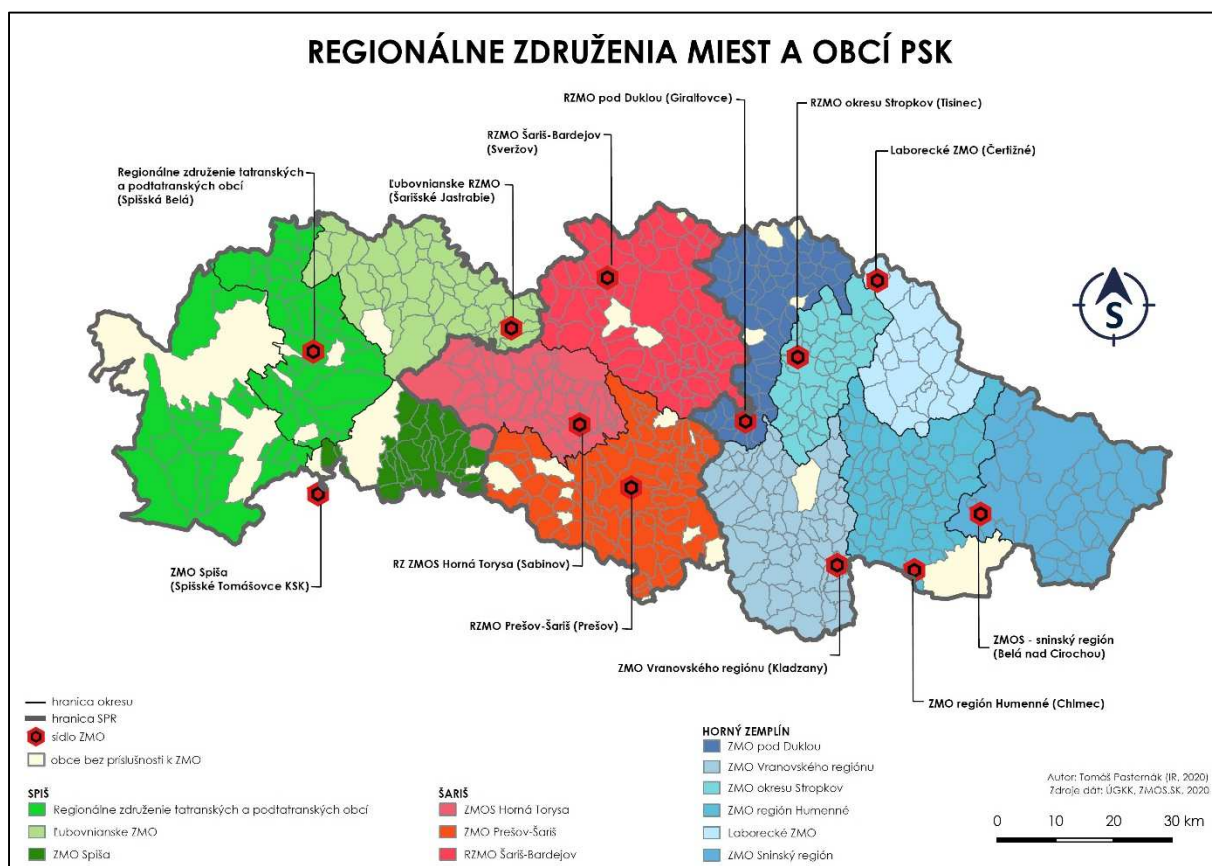 REGIONÁLNE ZDRUŽENIA MIEST A OBCÍ PSK
RZMO pod Duklou (Giraltovce)
RZMO okresu Stropkov (Tisinec)
RZMO Šariš-Bardejov
(Sveržov)
Laborecké ZMO (Čertižné)
Regionálne združenie tatranských
a podtatranských obcí
(Spišská Belá)
Ľubovnianske RZMO
(Šarišské Jastrabie)
S
ZMO Spiša
(Spišské Tomášovce KSK)
RZ ZMOS Horná Torysa (Sabinov)
RZMO Prešov-Šariš (Prešov)
ZMO Vranovského regiónu (Kladzany)
ZMOS - sninský región
(Belá nad Cirochou)
ZMO región Humenné (Chlmec)
hranica okresu
hranica SPR
sídlo ZMO
obce bez príslušnosti k ZMO
SPIŠ
Regionálne združenie tatranských a podtatranských obcí
Ľubovnianske ZMO
ZMO Spiša
ŠARIŠ
ZMOS Horná Torysa
ZMO Prešov-Šariš
RZMO Šariš-Bardejov
HORNÝ ZEMPLÍN
ZMO pod Duklou
ZMO Vranovského regiónu
ZMO okresu Stropkov
ZMO región Humenné
Laborecké ZMO
ZMO Sninský región
Autor: Tomáš Pasternák (IR, 2020)
Zdroje dát: ÚGKK, ZMOS.SK, 2020
0 10 20 30 km